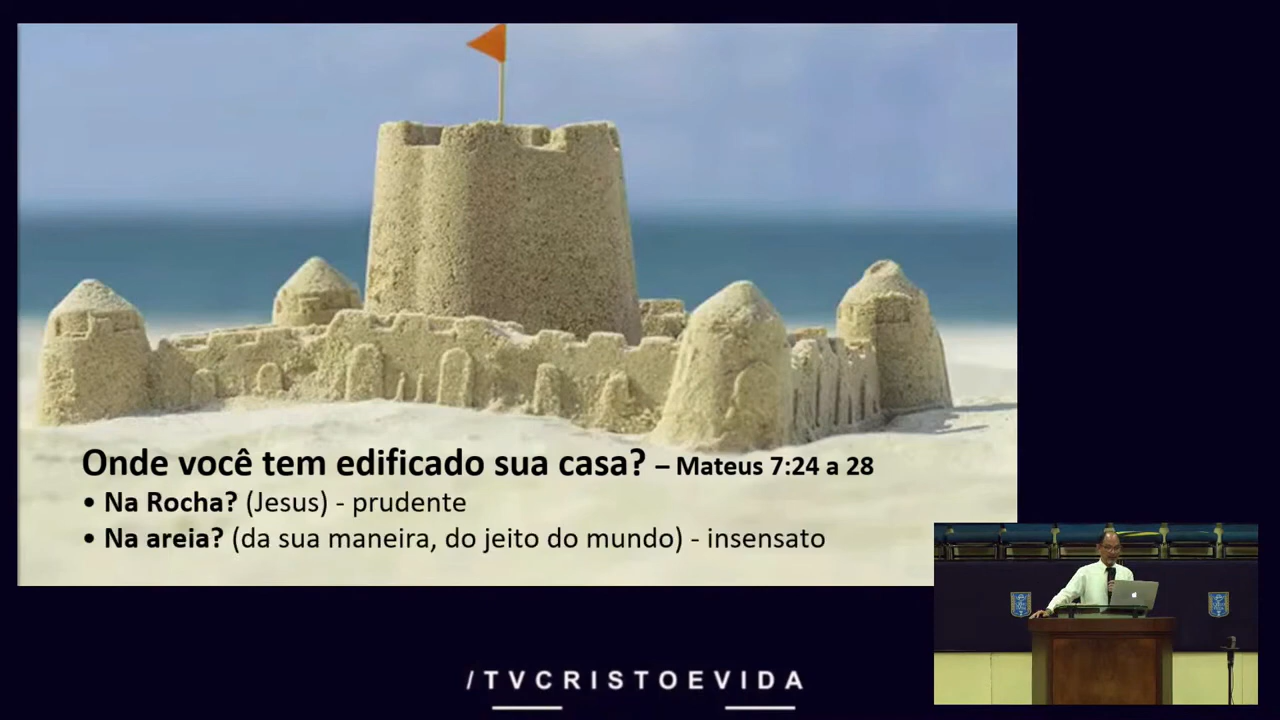 Onde você tem edificado sua casa? – Mateus 7:24 a 28
• Na Rocha? (Jesus) - prudente
• Na areia? (da sua maneira, do jeito do mundo) - insensato
/TVCRISTOEVIDA